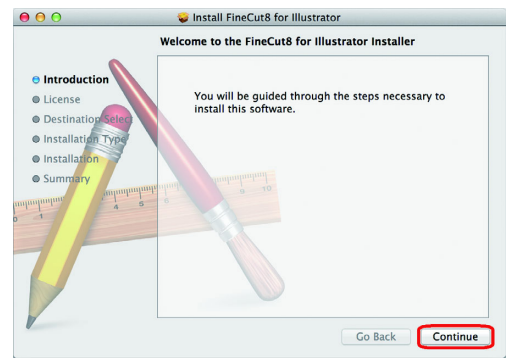 Install FineCut8 for Illustrator
Welcome to the FineCut8 for Illustrator Installer
Introduction
License
Destination Select
Installation Type
Installation
Summary
You will be guided through the steps necessary to
install this software.
Go Back
Continue